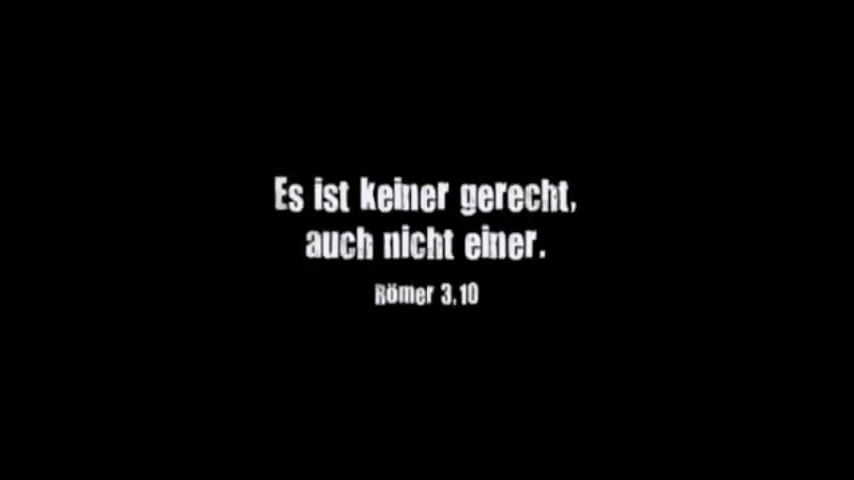 Es ist keiner gerecht,
auch nicht einer.
Römer 3,10